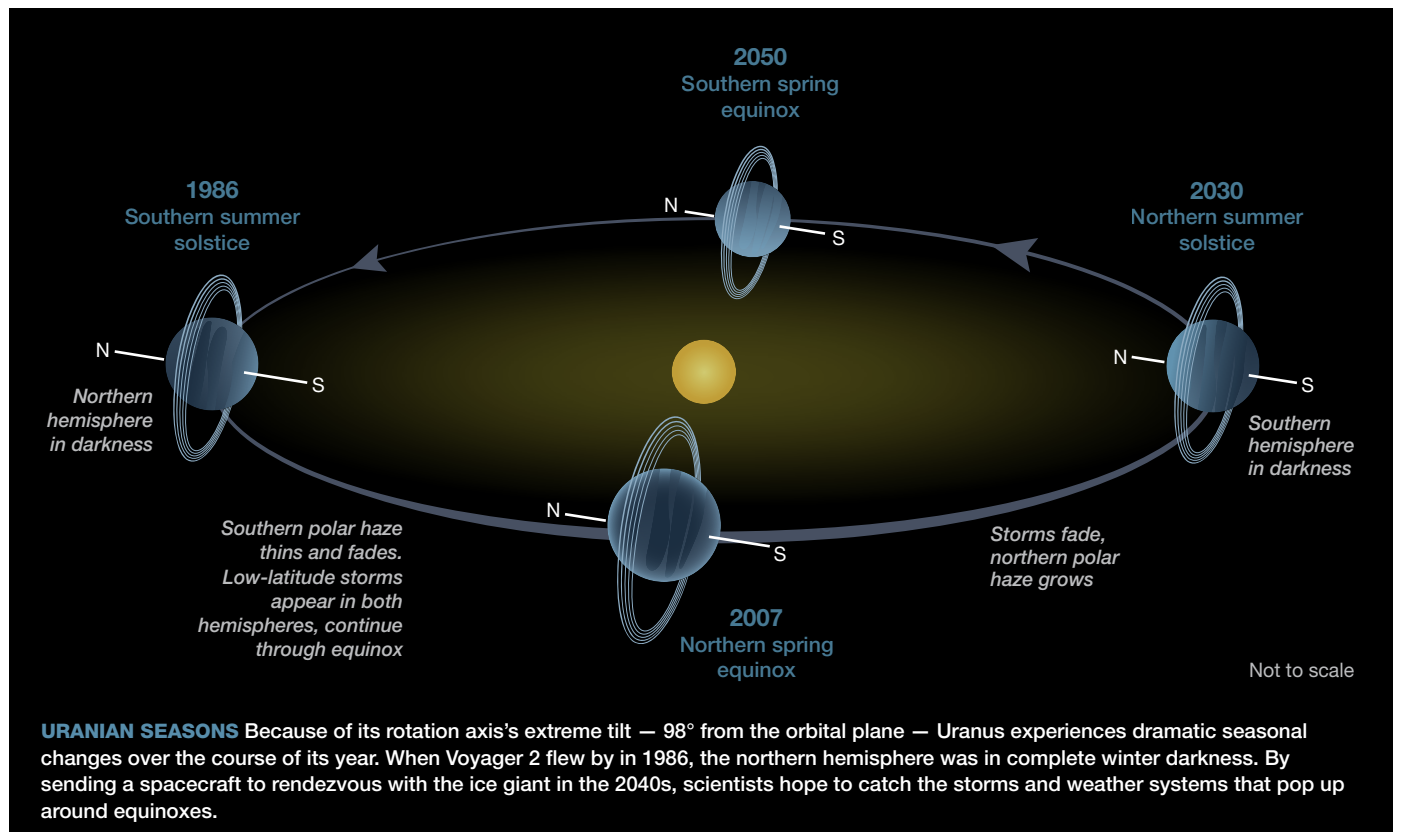 2050
Southern spring
equinox
1986
Southern summer
solstice
2030
Northern summer
solstice
N
S
N
S
Northern
hemisphere
in darkness
N
S
Southern
hemisphere
in darkness
N
S
Southern polar haze
thins and fades.
Low-latitude storms
appear in both
hemispheres, continue
through equinox
Storms fade,
northern polar
haze grows
2007
Northern spring
equinox
Not to scale
URANIAN SEASONS Because of its rotation axis’s extreme tilt — 98° from the orbital plane — Uranus experiences dramatic seasonal
changes over the course of its year. When Voyager 2 flew by in 1986, the northern hemisphere was in complete winter darkness. By
sending a spacecraft to rendezvous with the ice giant in the 2040s, scientists hope to catch the storms and weather systems that pop up
around equinoxes.